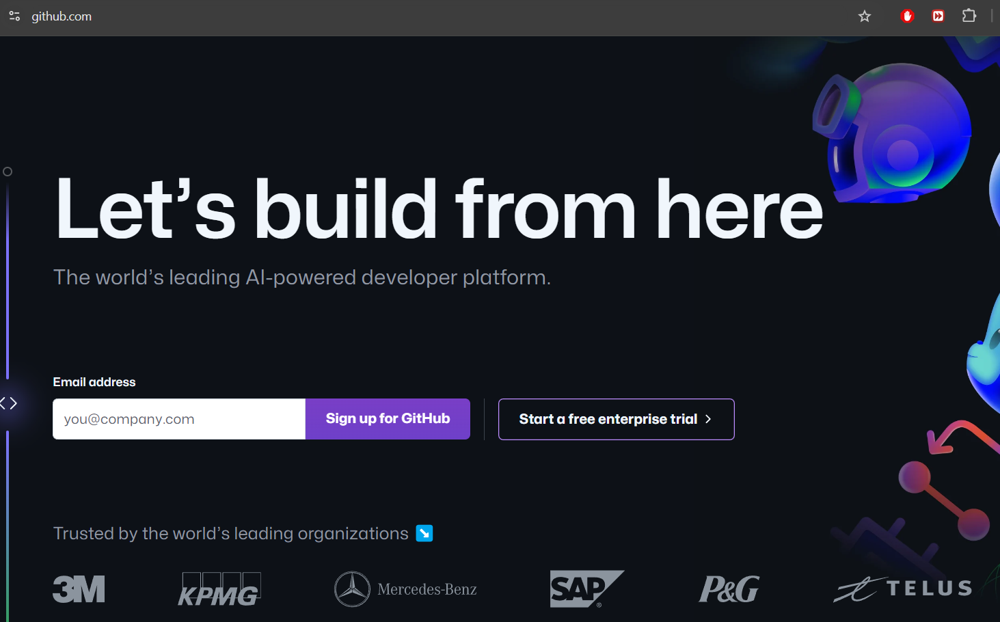 github.com
Let’s build from here
The world’s leading AI-powered developer platform.
Email address
you@company.com
Sign up for GitHub
Start a free enterprise trial
Trusted by the world’s leading organizations
3M
KPMG
Mercedes-Benz
SAP®
P&G
TELUS